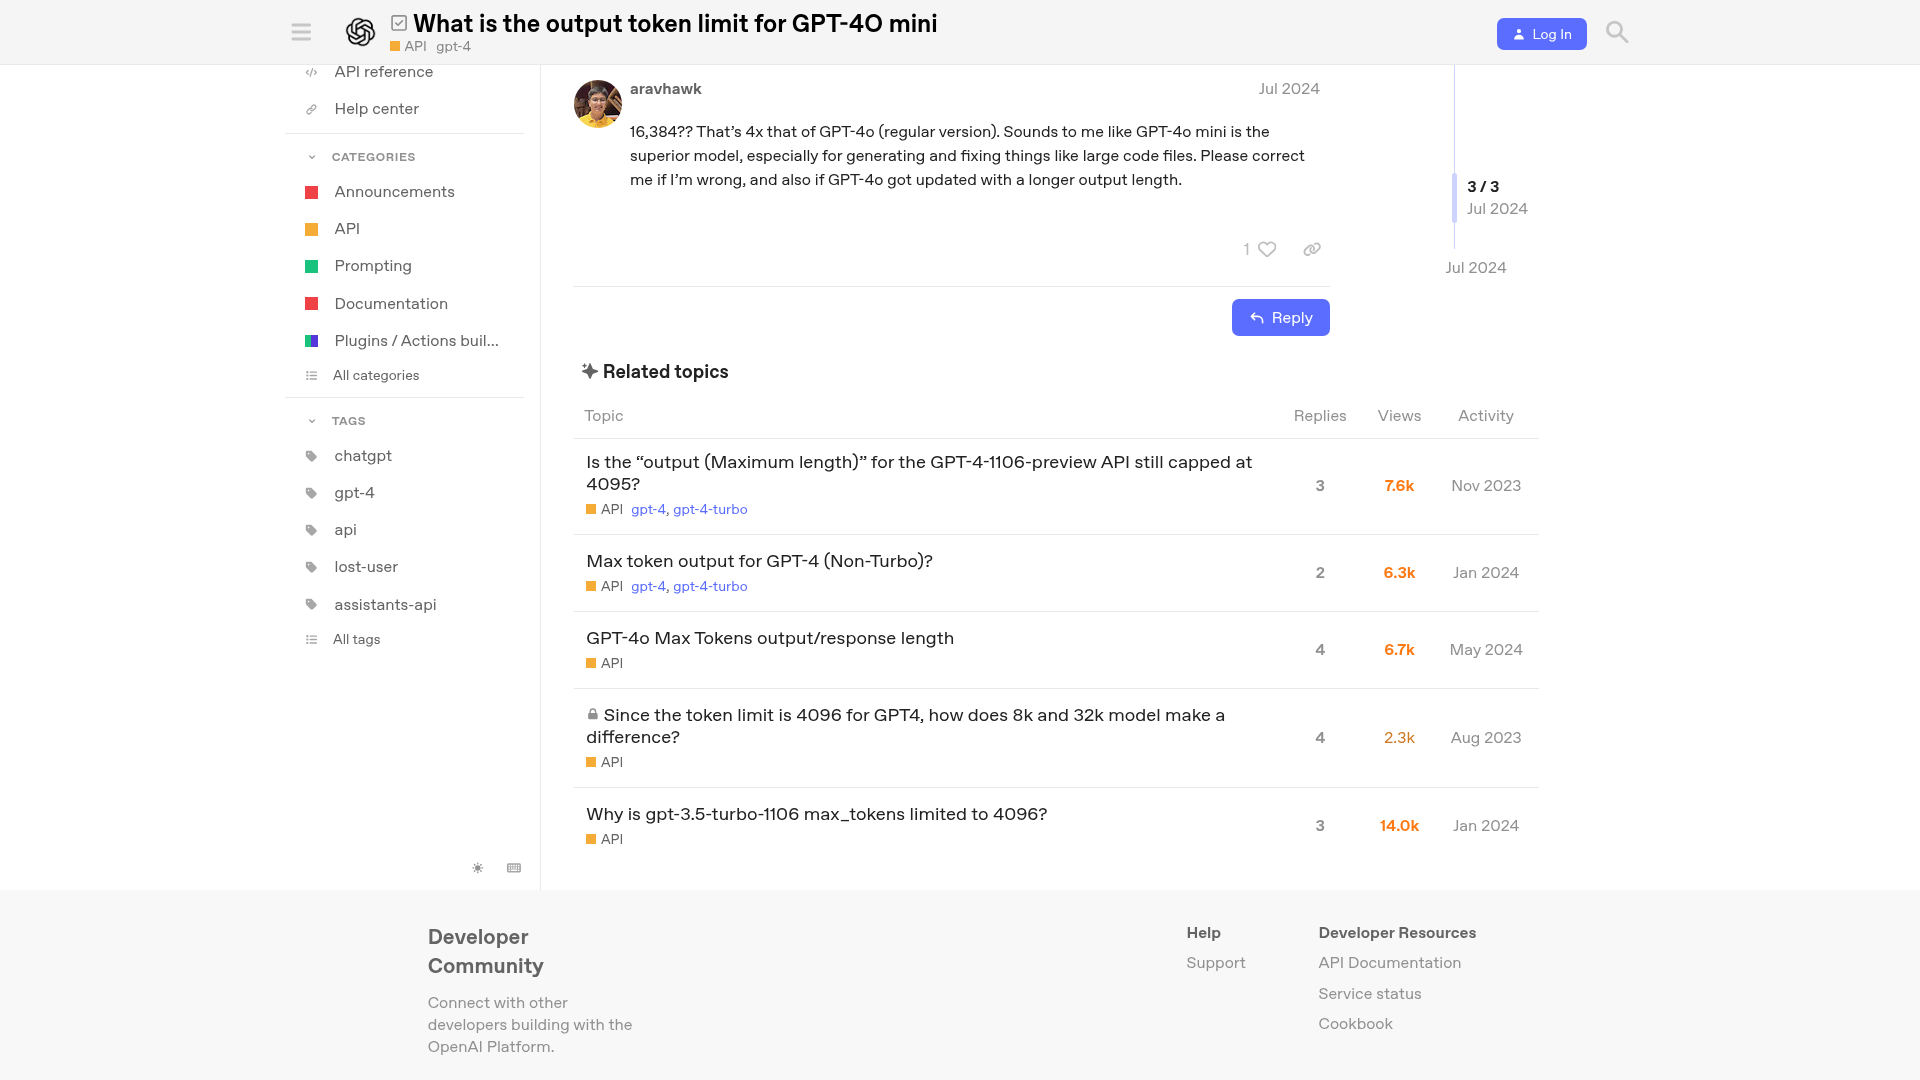 What is the output token limit for GPT-4O mini
API gpt-4
Log In
API reference
Help center
CATEGORIES
Announcements
API
Prompting
Documentation
Plugins / Actions buil...
All categories
TAGS
chatgpt
gpt-4
api
lost-user
assistants-api
All tags
aravhawk
Jul 2024
16,384?? That’s 4x that of GPT-4o (regular version). Sounds to me like GPT-4o mini is the
superior model, especially for generating and fixing things like large code files. Please correct
me if I’m wrong, and also if GPT-4o got updated with a longer output length.
1
3 / 3
Jul 2024
Jul 2024
Reply
Related topics
Topic Replies Views Activity
Is the “output (Maximum length)” for the GPT-4-1106-preview API still capped at
4095?
API gpt-4, gpt-4-turbo
3 7.6k Nov 2023
Max token output for GPT-4 (Non-Turbo)?
API gpt-4, gpt-4-turbo
2 6.3k Jan 2024
GPT-4o Max Tokens output/response length
API
4 6.7k May 2024
Since the token limit is 4096 for GPT4, how does 8k and 32k model make a
difference?
API
4 2.3k Aug 2023
Why is gpt-3.5-turbo-1106 max_tokens limited to 4096?
API
3 14.0k Jan 2024
Developer
Community
Connect with other
developers building with the
OpenAI Platform.
Help
Support
Developer Resources
API Documentation
Service status
Cookbook